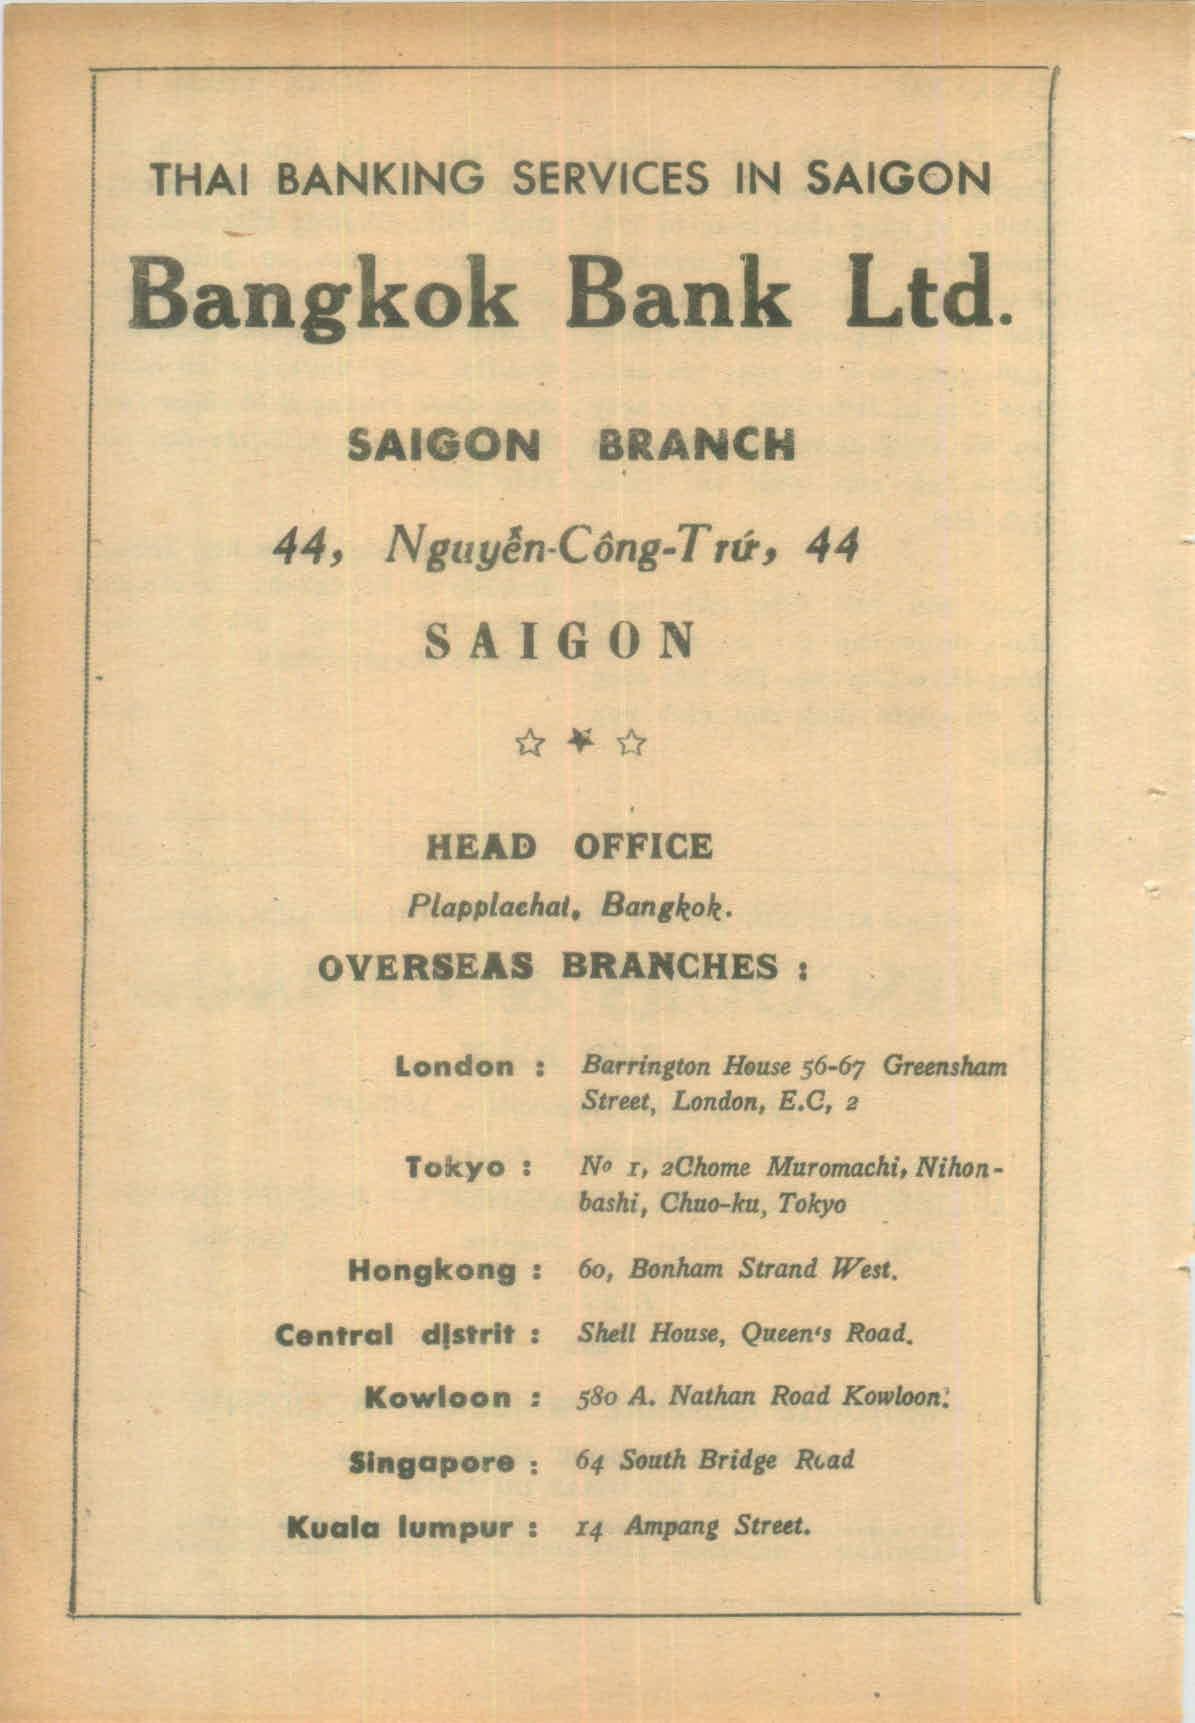 THAI BANKING SERVICES IN SAIGON
Bangkok Bank Ltd.
SAIGON BRANCH
44, Nguyễn-Công-Trứ, 44
SAIGON
☆ ★ ☆
HEAD OFFICE
Plapplachai, Bangkok.
OVERSEAS BRANCHES :
London : Barrington House 56-67 Greensham
Street, London, E.C, 2
Tokyo : No 1, 2Chome Muromachi, Nihon-
bashi, Chuo-ku, Tokyo
Hongkong : 60, Bonham Strand West.
Central distrit : Shell House, Queen's Road.
Kowloon : 580 A. Nathan Road Kowloon.
Singapore : 64 South Bridge Road
Kuala lumpur : 14 Ampang Street.